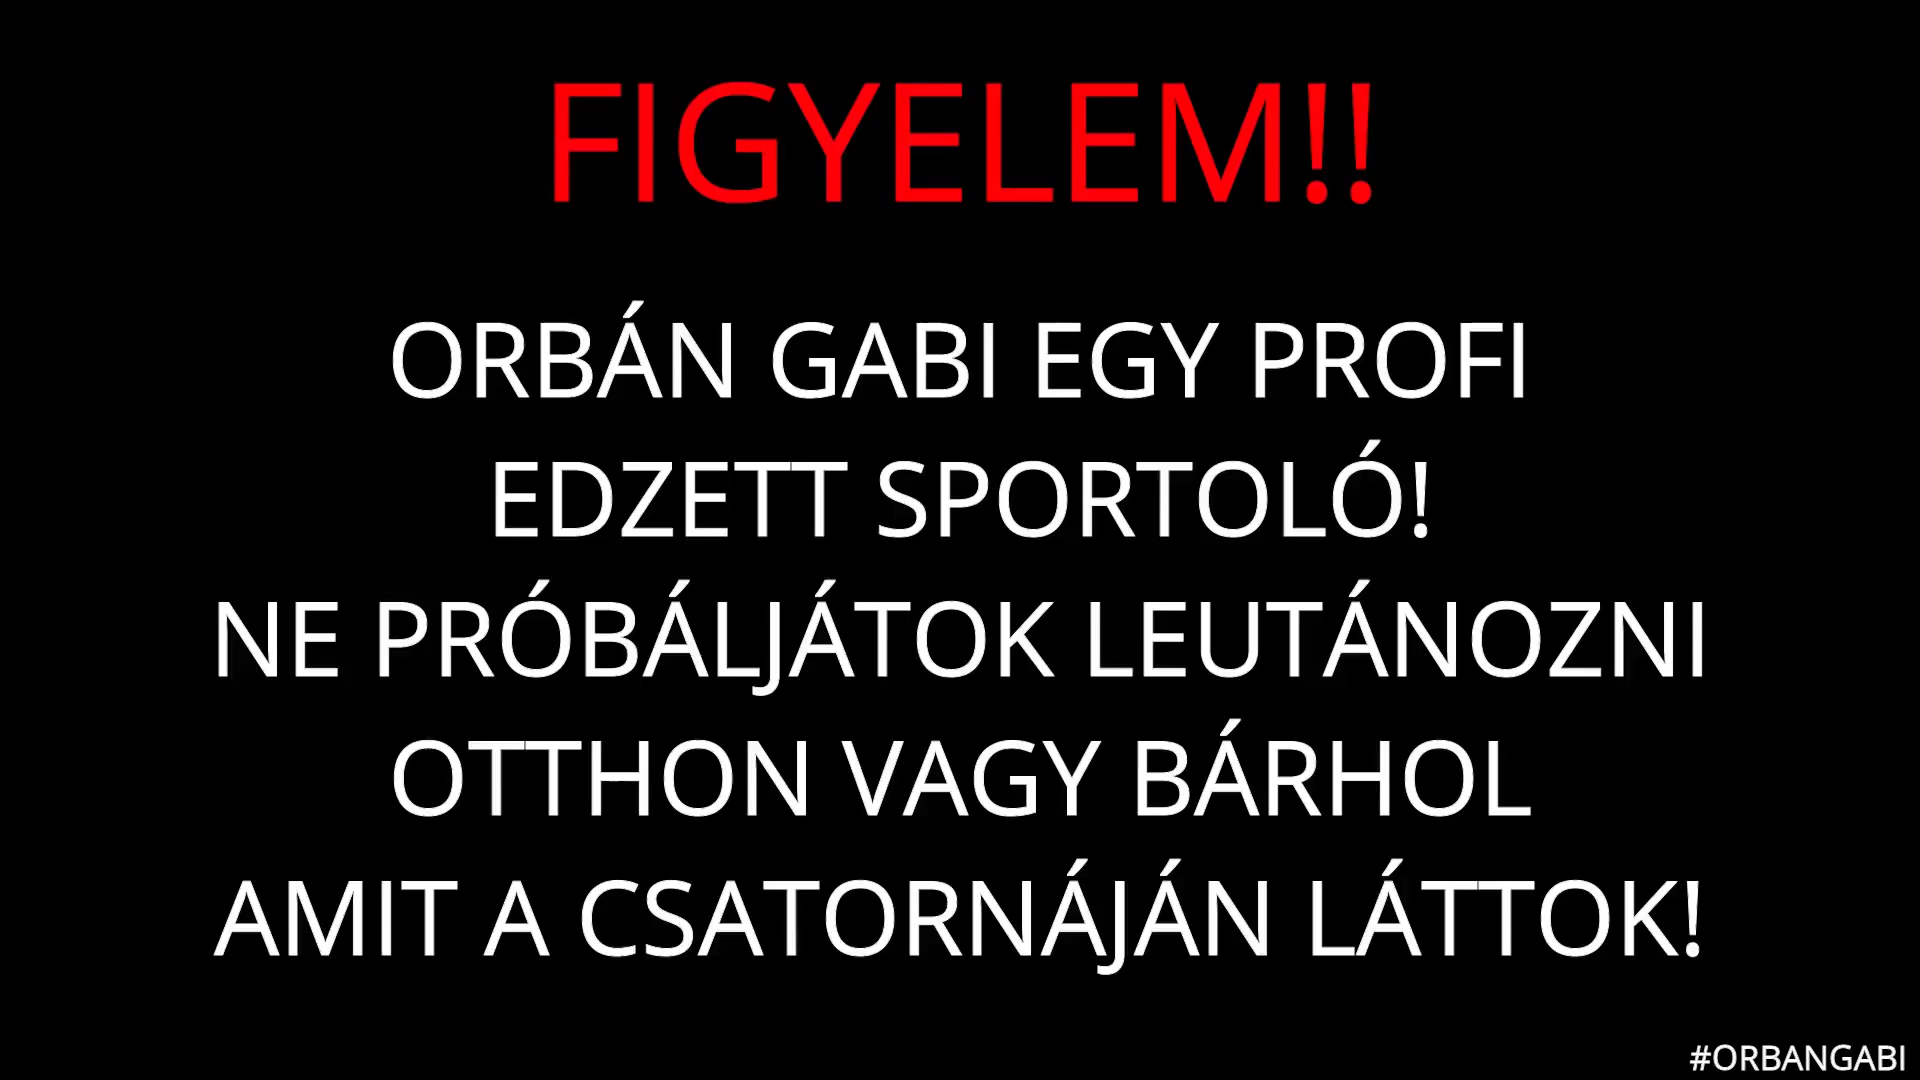 FIGYELEM!!
ORBÁN GABI EGY PROFI
EDZETT SPORTOLÓ!
NE PRÓBÁLJÁTOK LEUTÁNOZNI
OTTHON VAGY BÁRHOL
AMIT A CSATORNÁJÁN LÁTTOK!
#ORBANGABI